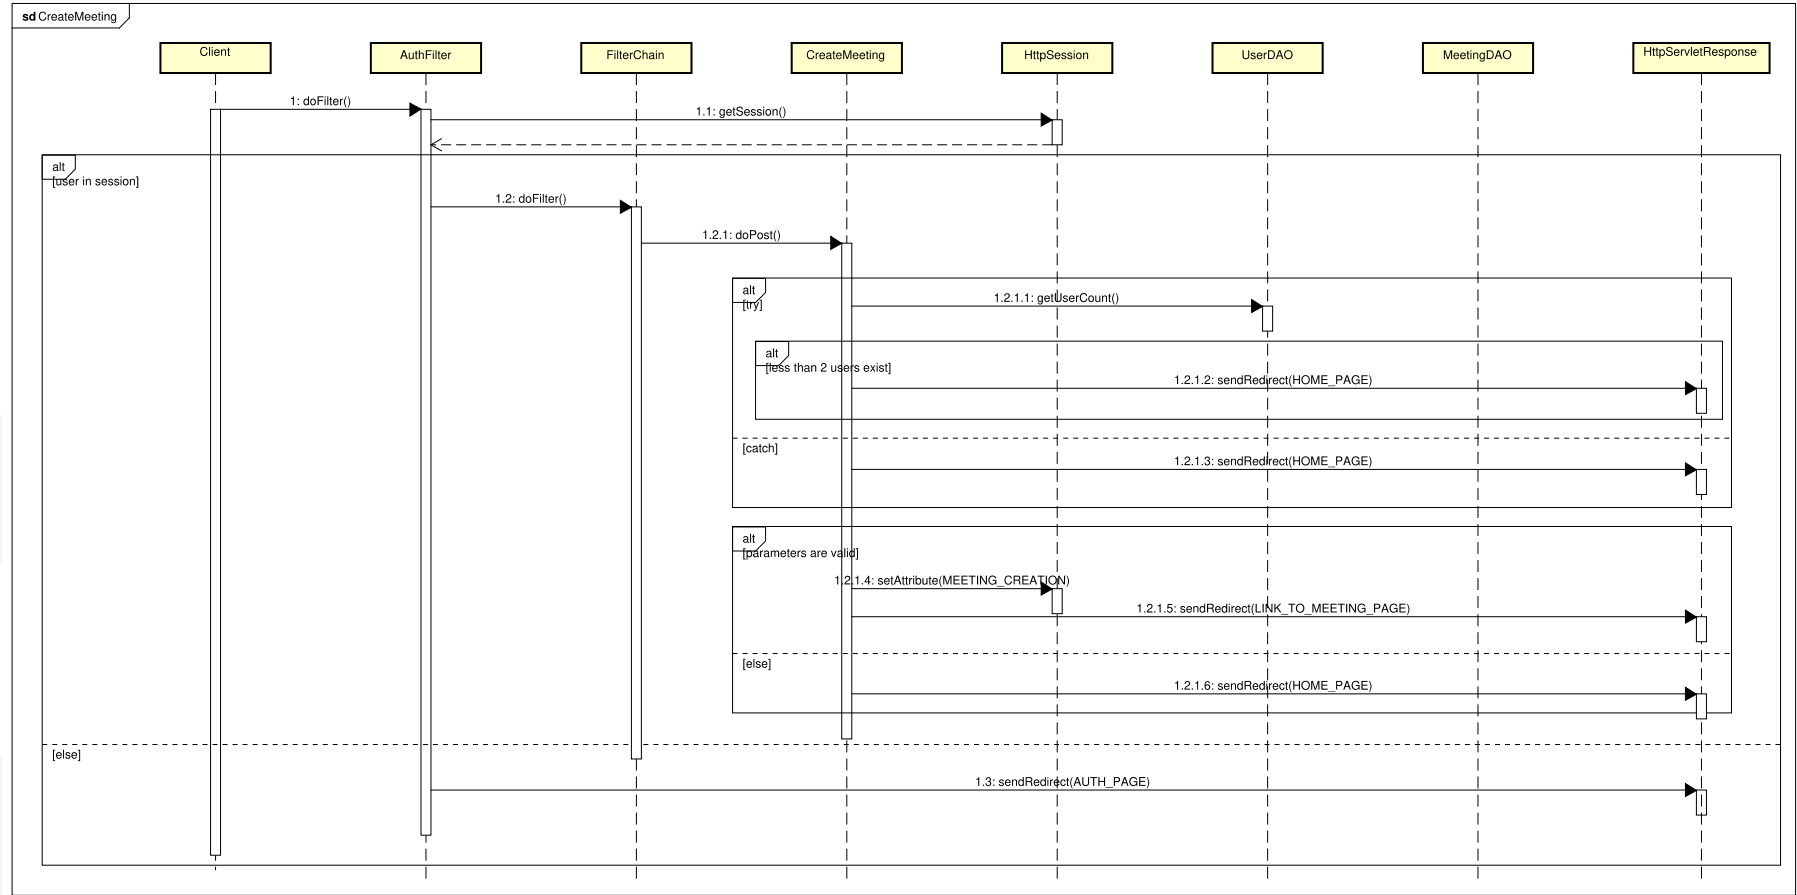 sd CreateMeeting
Client
AuthFilter
FilterChain
CreateMeeting
HttpSession
UserDAO
MeetingDAO
HttpServletResponse
1: doFilter()
1.1: getSession()
alt
[user in session]
1.2: doFilter()
1.2.1: doPost()
alt
[try]
1.2.1.1: getUserCount()
alt
[less than 2 users exist]
1.2.1.2: sendRedirect(HOME_PAGE)
[catch]
1.2.1.3: sendRedirect(HOME_PAGE)
alt
[parameters are valid]
1.2.1.4: setAttribute(MEETING_CREATION)
1.2.1.5: sendRedirect(LINK_TO_MEETING_PAGE)
[else]
1.2.1.6: sendRedirect(HOME_PAGE)
[else]
1.3: sendRedirect(AUTH_PAGE)